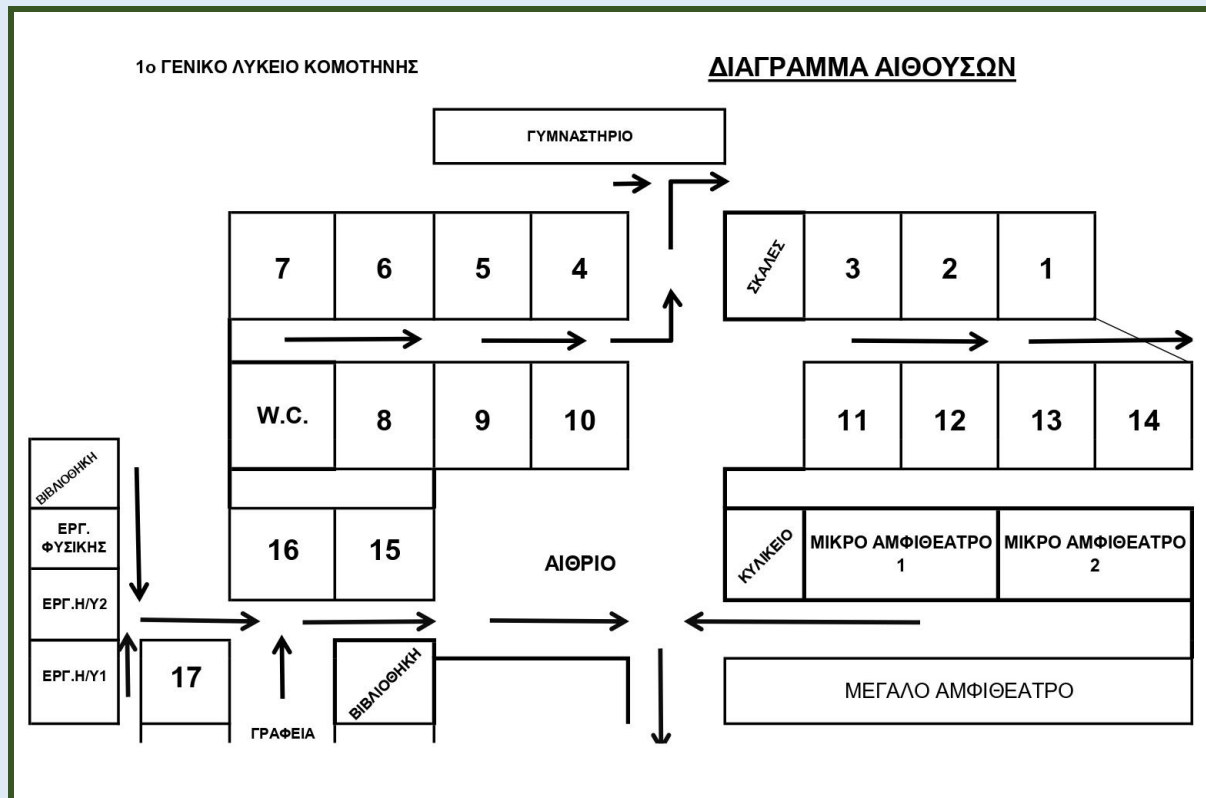 1ο ΓΕΝΙΚΟ ΛΥΚΕΙΟ ΚΟΜΟΤΗΝΗΣ
ΔΙΑΓΡΑΜΜΑ ΑΙΘΟΥΣΩΝ
ΓΥΜΝΑΣΤΗΡΙΟ
7 6 5 4
ΣΚΑΛΕΣ
3 2 1
W.C. 8 9 10
11 12 13 14
ΒΙΒΛΙΟΘΗΚΗ
ΕΡΓ.
ΦΥΣΙΚΗΣ
ΕΡΓ.Η/Υ2
ΕΡΓ.Η/Υ1
16 15
ΑΙΘΡΙΟ
ΚΥΛΙΚΕΙΟ
ΜΙΚΡΟ ΑΜΦΙΘΕΑΤΡΟ
1
ΜΙΚΡΟ ΑΜΦΙΘΕΑΤΡΟ
2
17
ΓΡΑΦΕΙΑ
ΒΙΒΛΙΟΘΗΚΗ
ΜΕΓΑΛΟ ΑΜΦΙΘΕΑΤΡΟ